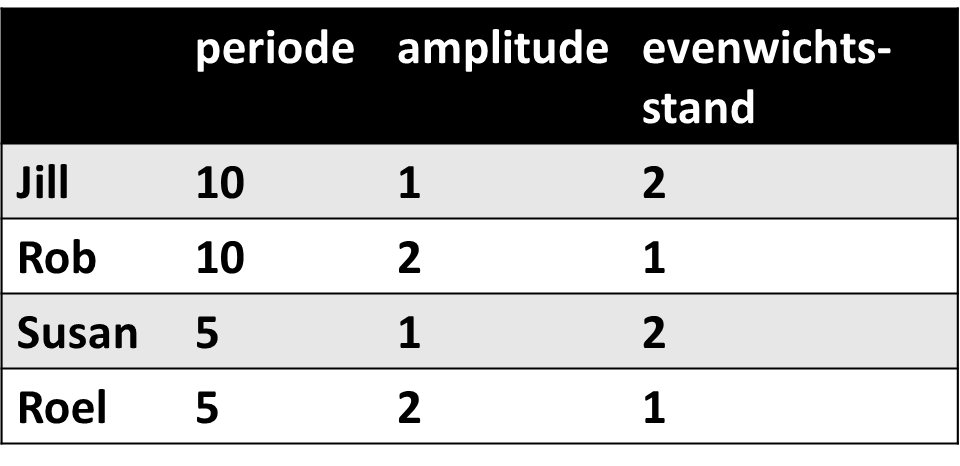 periode amplitude evenwichts-
stand
Jill 10 1 2
Rob 10 2 1
Susan 5 1 2
Roel 5 2 1